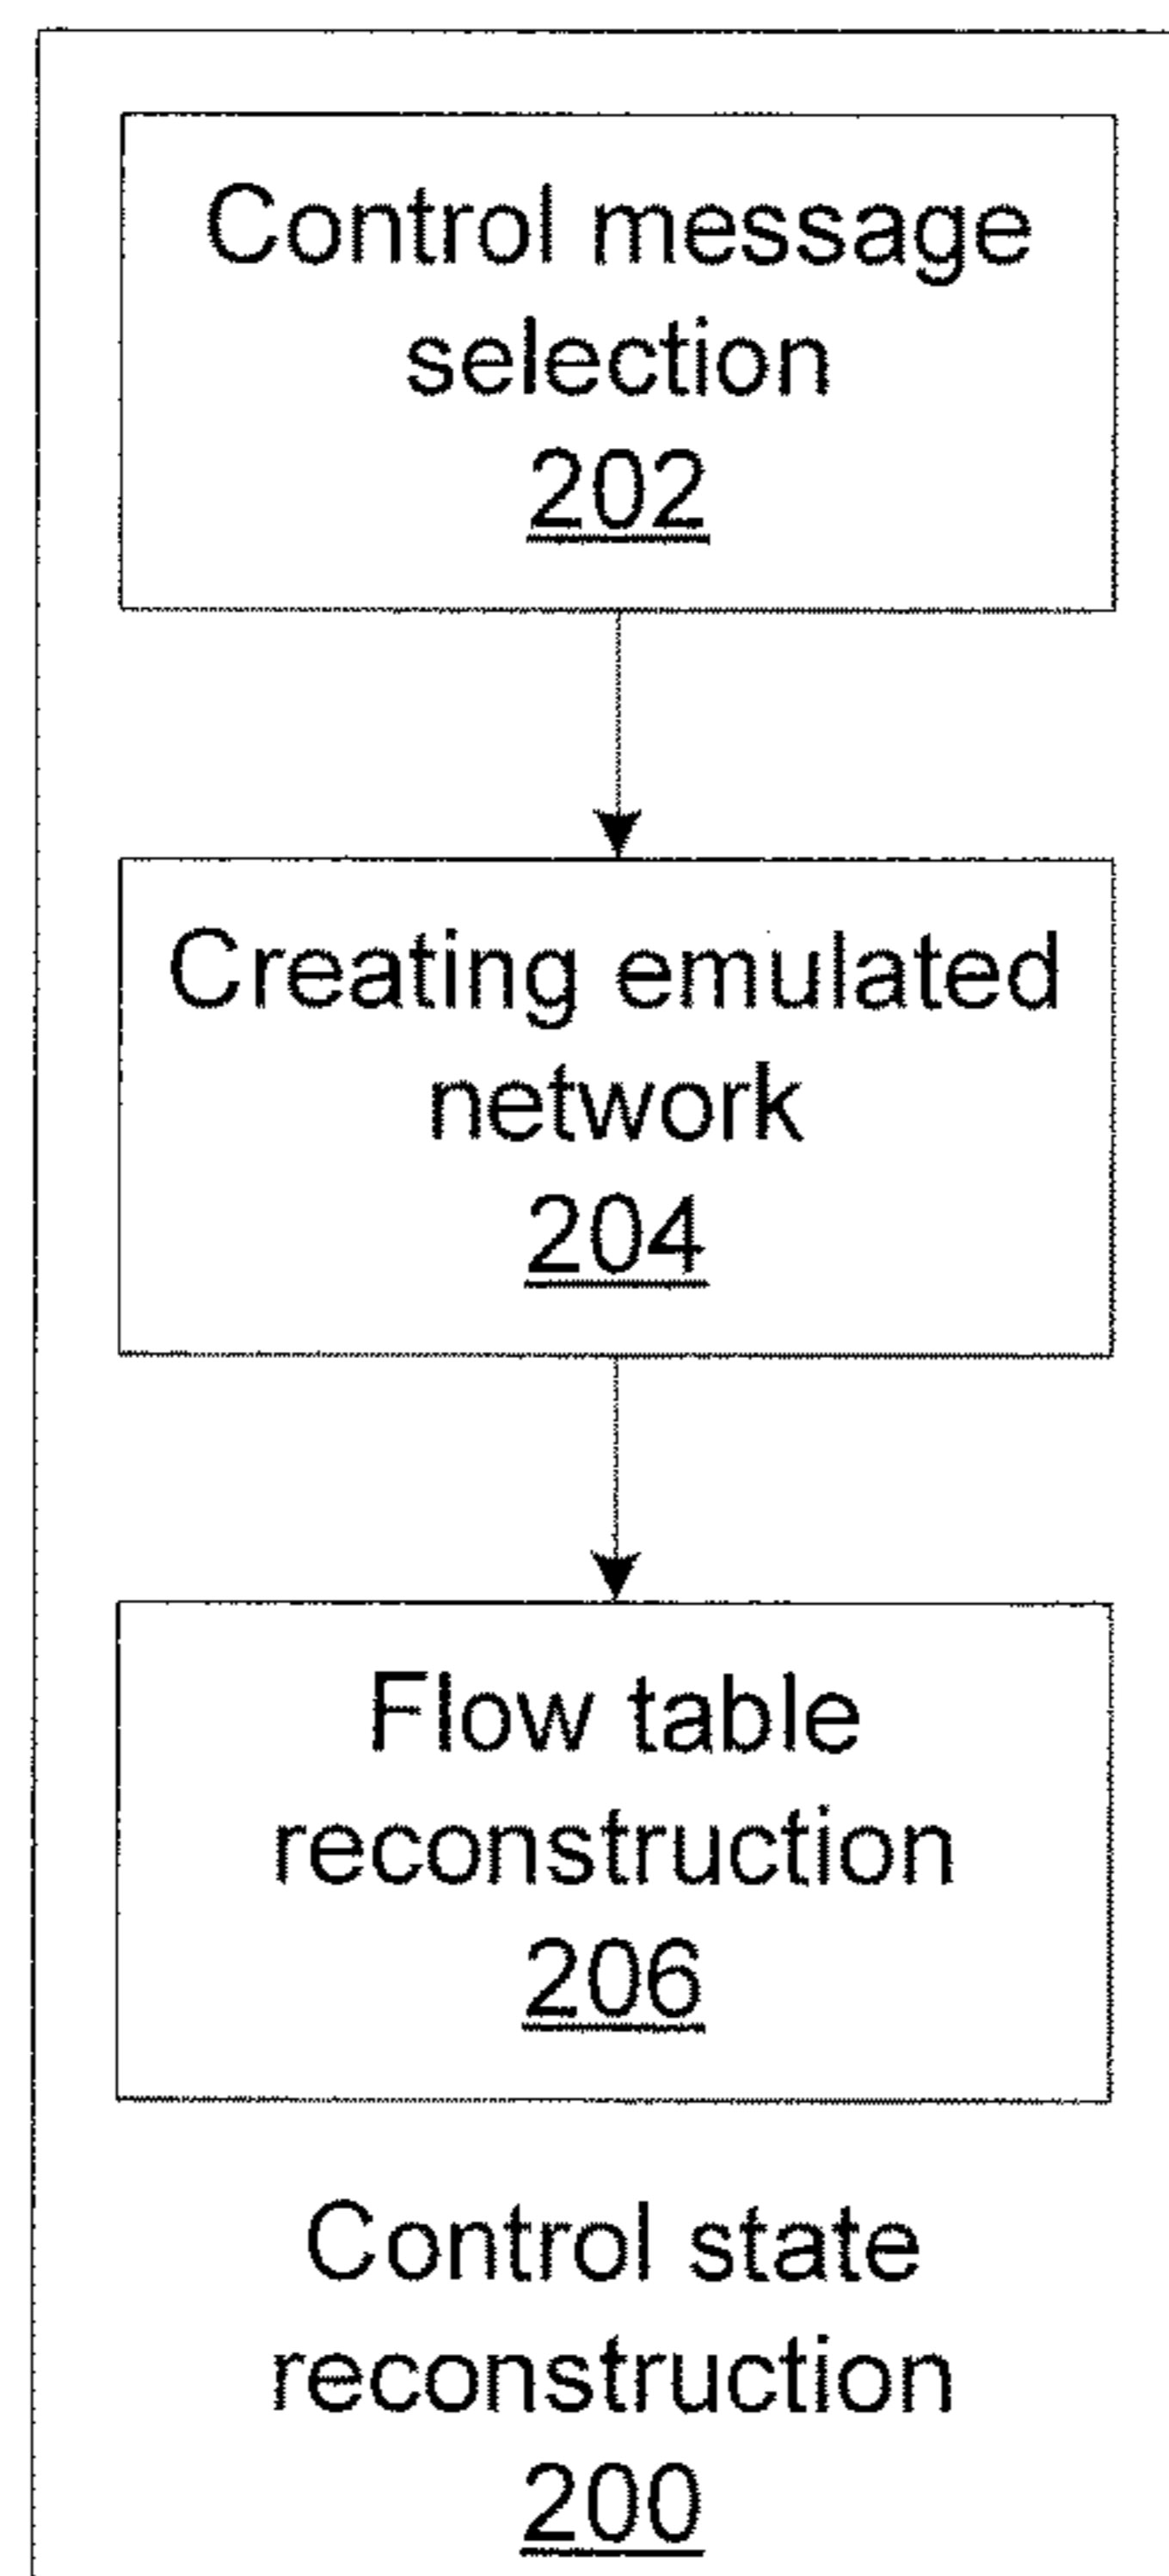 Control message
selection
202
Creating emulated
network
204
Flow table
reconstruction
206
Control state
reconstruction
200